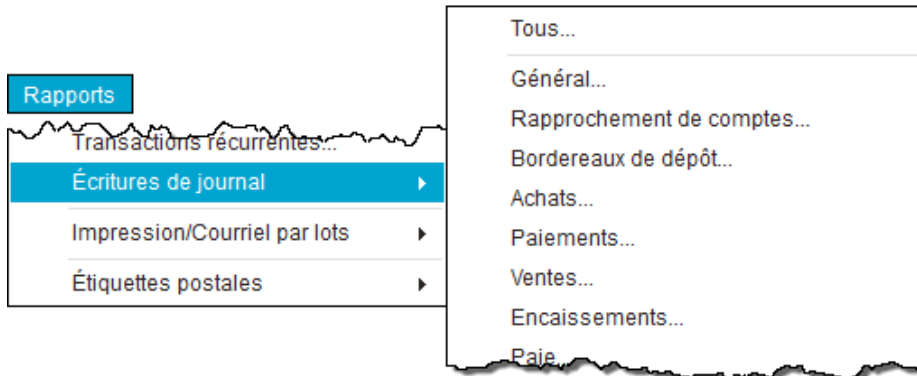 Rapports
Transactions récurrentes...
Écritures de journal
Impression/Courriel par lots
Étiquettes postales
Tous...
Général...
Rapprochement de comptes...
Bordereaux de dépôt...
Achats...
Paiements...
Ventes...
Encaissements...
Paie